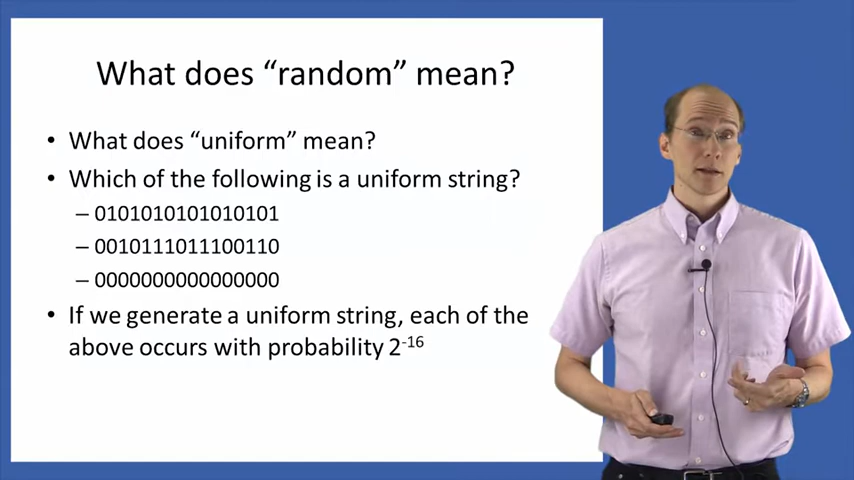 What does “random” mean?
• What does “uniform” mean?
• Which of the following is a uniform string?
– 0101010101010101
– 0010111011100110
– 0000000000000000
• If we generate a uniform string, each of the
above occurs with probability 2⁻¹⁶